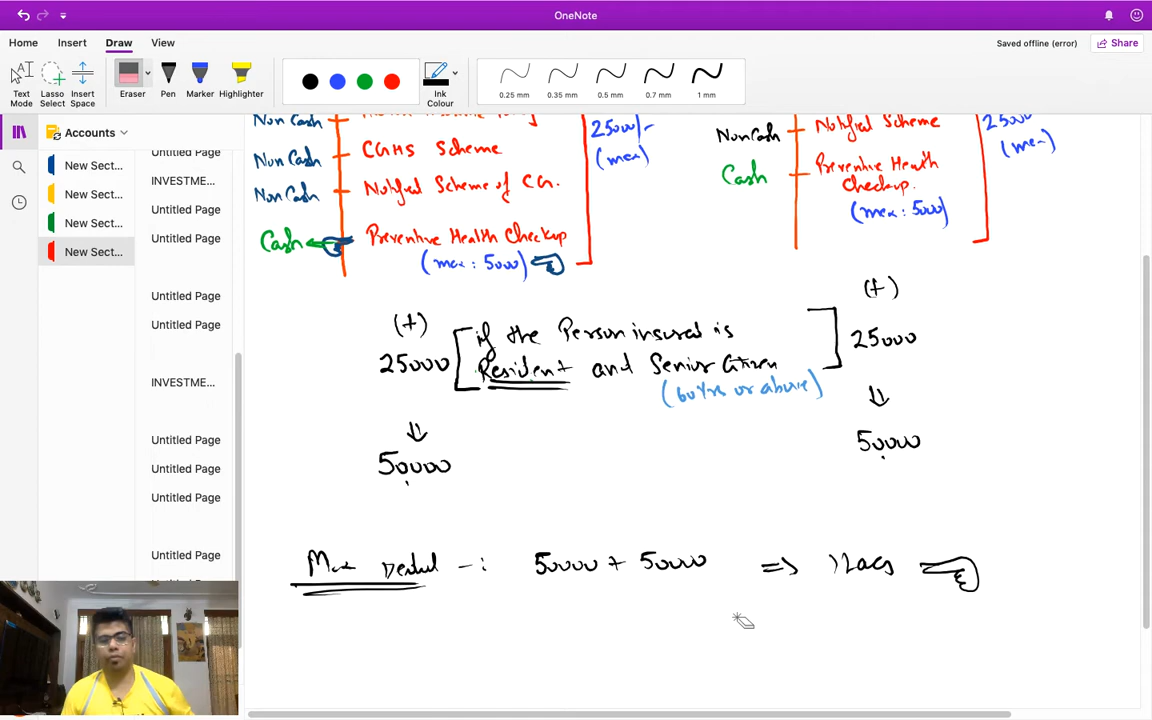 OneNote
Home Insert Draw View
Saved offline (error) Share
Text Mode
Lasso Select
Insert Space
Eraser
Pen
Marker
Highlighter
Ink Colour
0.25 mm
0.35 mm
0.5 mm
0.7 mm
1 mm
Accounts
New Sect...
New Sect...
New Sect...
New Sect...
Untitled Page
INVESTME...
Untitled Page
Untitled Page
Untitled Page
Untitled Page
INVESTME...
Untitled Page
Untitled Page
Untitled Page
Untitled Page
Non Cash
Non Cash CGHS Scheme
Non Cash Notified Scheme of CG.
Cash Preventive Health Checkup
(max : 5000)
25000/-
(max)
Non Cash Notified Scheme
Cash Preventive Health
Checkup.
(max : 5000)
25000
(max)
(+) (+)
25000 if the Person insured is 25000
Resident and Senior Citizen
(60 yrs or above)
50000 50000
Max -: 50000 + 50000 => 1 Lacs